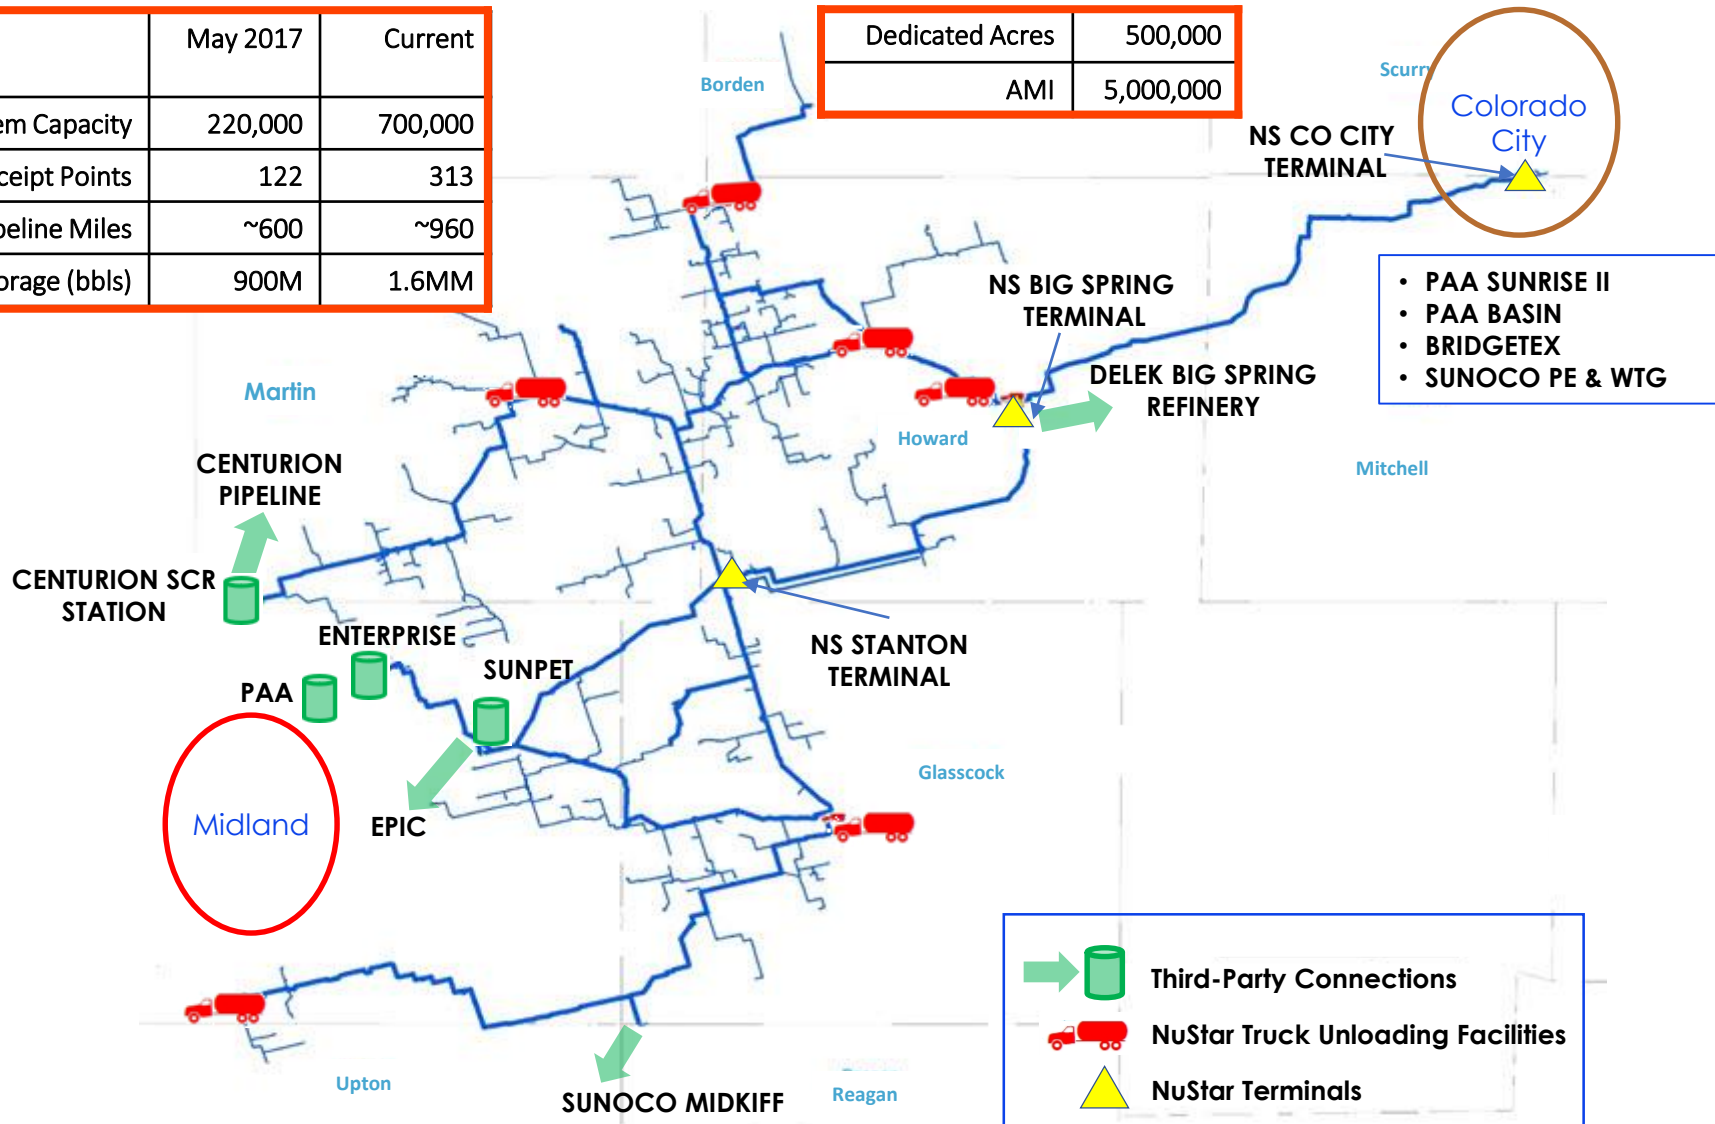 May 2017 Current
em Capacity 220,000 700,000
ceipt Points 122 313
peline Miles ~600 ~960
orage (bbls) 900M 1.6MM
Dedicated Acres 500,000
AMI 5,000,000
Borden
Scurry
Colorado
City
NS CO CITY
TERMINAL
• PAA SUNRISE II
• PAA BASIN
• BRIDGETEX
• SUNOCO PE & WTG
NS BIG SPRING
TERMINAL
DELEK BIG SPRING
REFINERY
Martin
Howard
Mitchell
CENTURION
PIPELINE
CENTURION SCR
STATION
ENTERPRISE
SUNPET
PAA
NS STANTON
TERMINAL
Midland
EPIC
Glasscock
Upton
SUNOCO MIDKIFF
Reagan
Third-Party Connections
NuStar Truck Unloading Facilities
NuStar Terminals